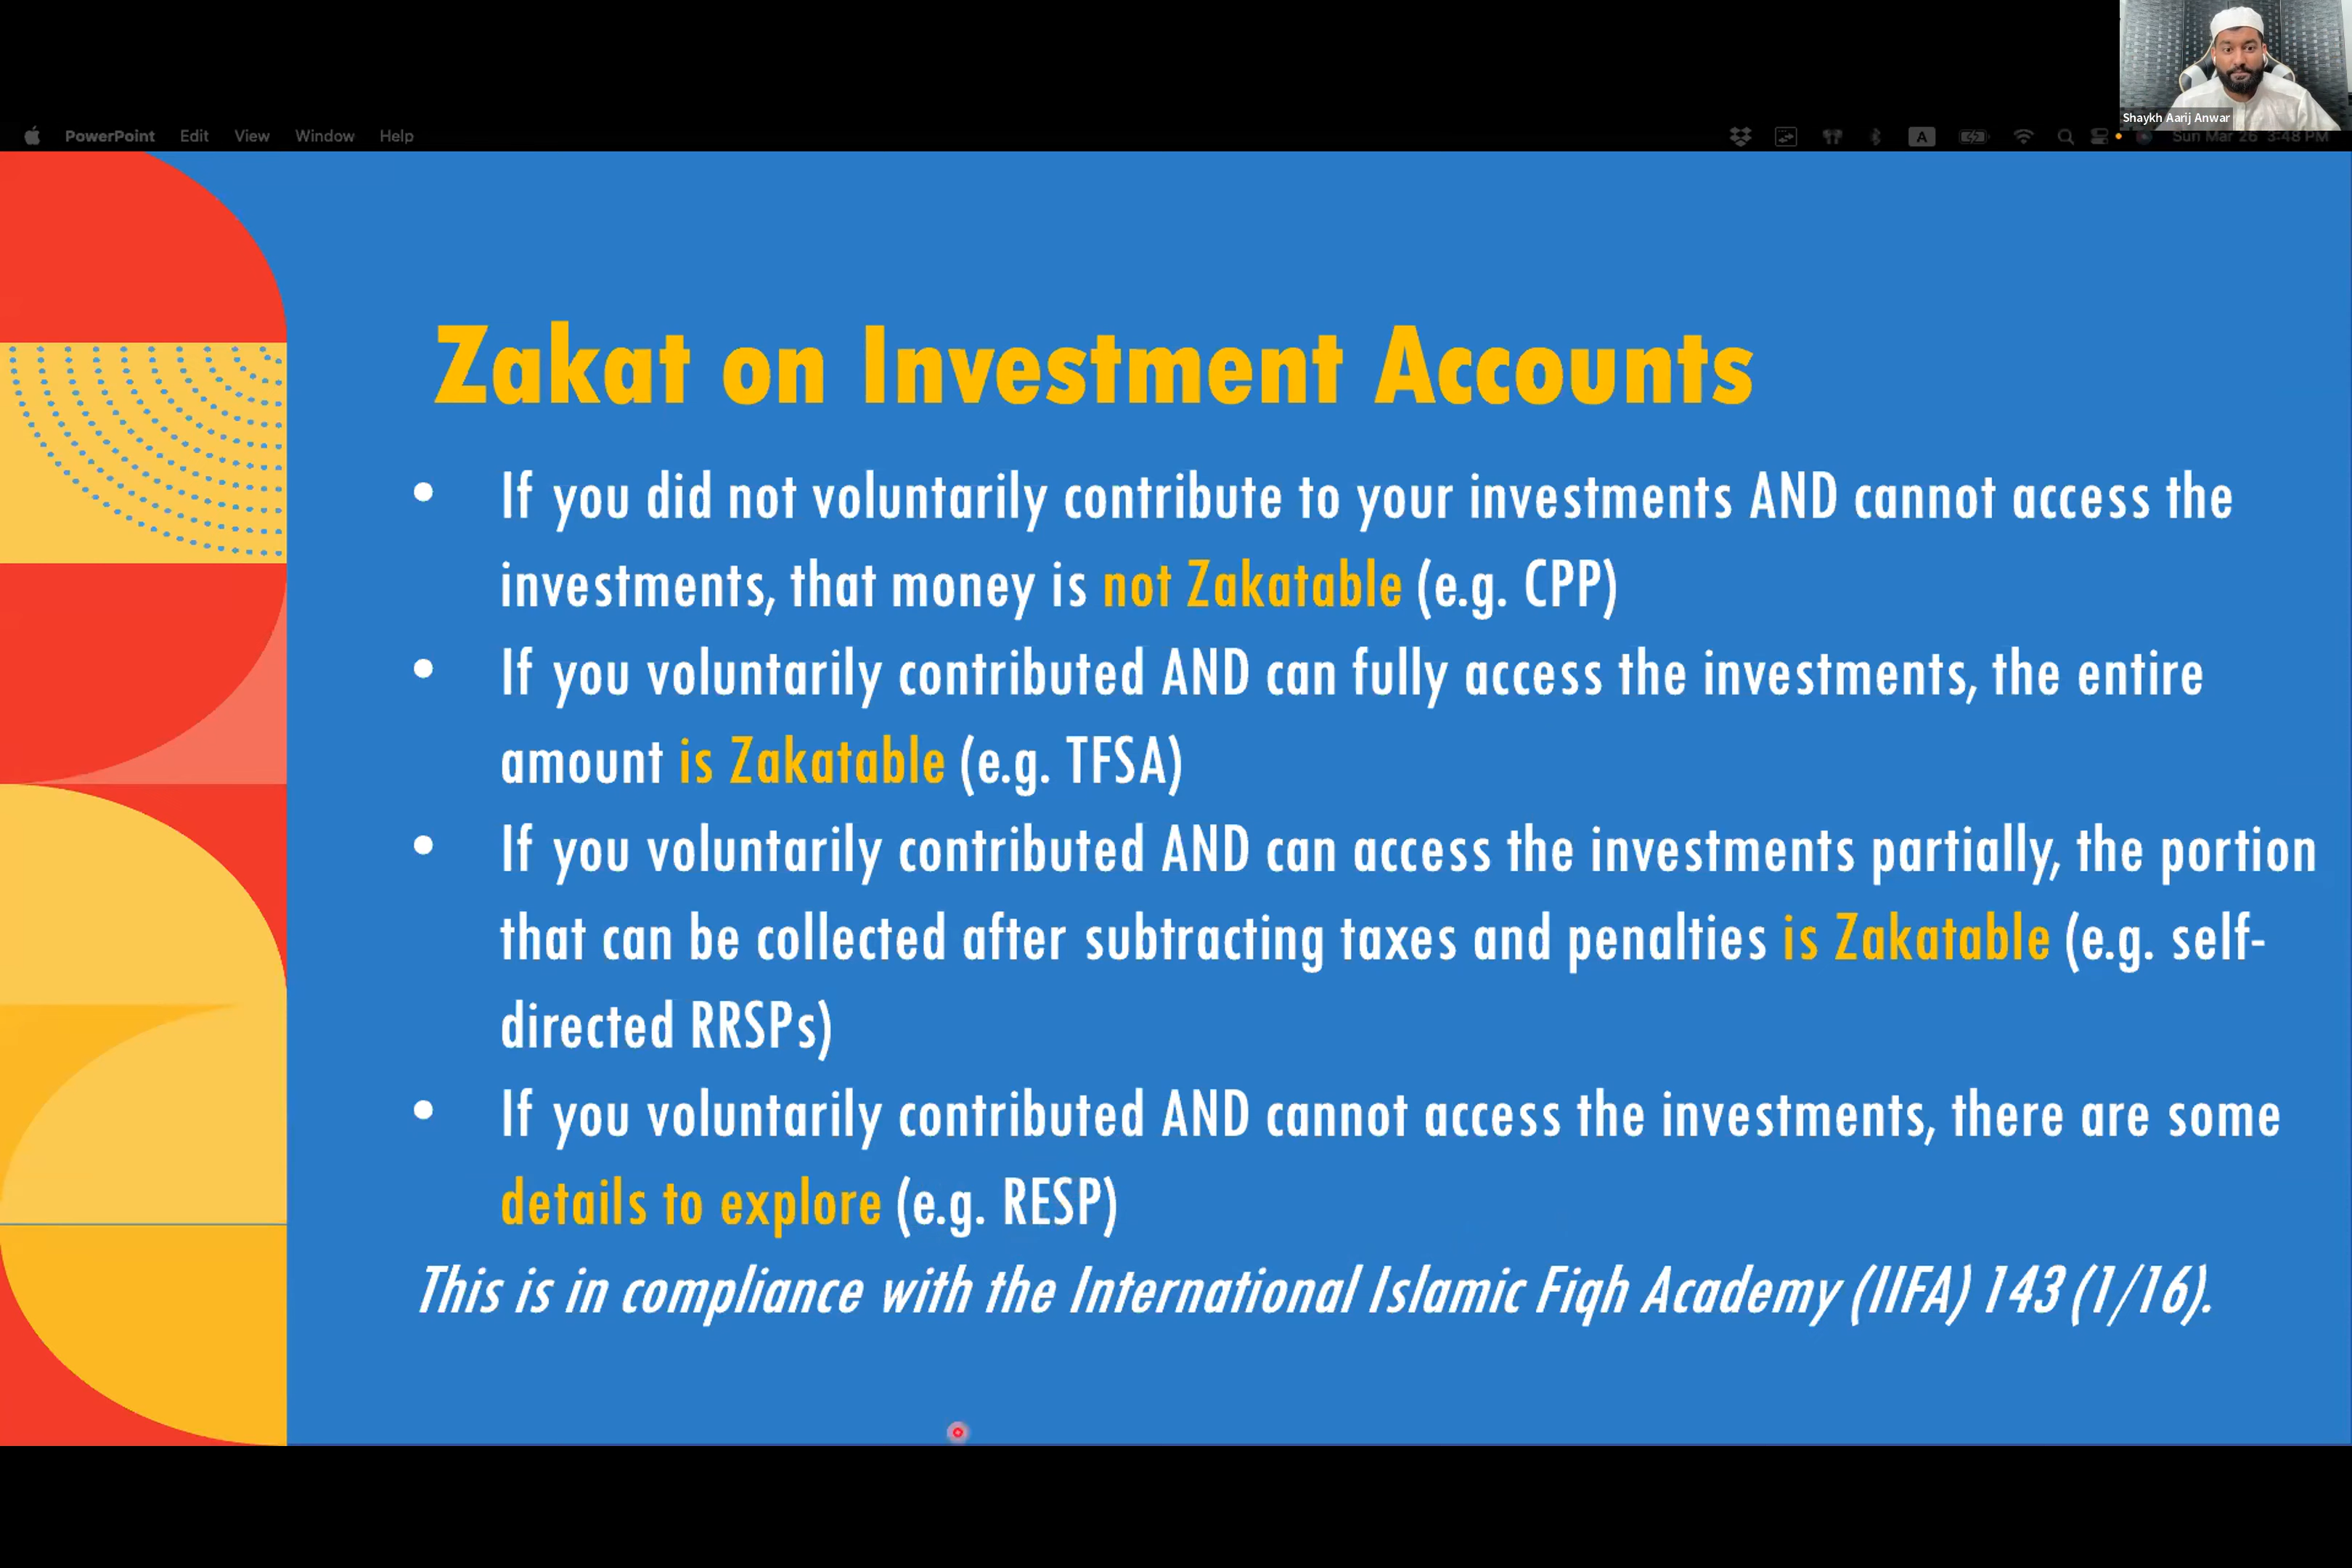 Shaykh Aarij Anwar
PowerPoint Edit View Window Help
A Sun Mar 26 3:48 PM
Zakat on Investment Accounts
• If you did not voluntarily contribute to your investments AND cannot access the
investments, that money is not Zakatable (e.g. CPP)
• If you voluntarily contributed AND can fully access the investments, the entire
amount is Zakatable (e.g. TFSA)
• If you voluntarily contributed AND can access the investments partially, the portion
that can be collected after subtracting taxes and penalties is Zakatable (e.g. self-
directed RRSPs)
• If you voluntarily contributed AND cannot access the investments, there are some
details to explore (e.g. RESP)
This is in compliance with the International Islamic Fiqh Academy (IIFA) 143 (1/16).